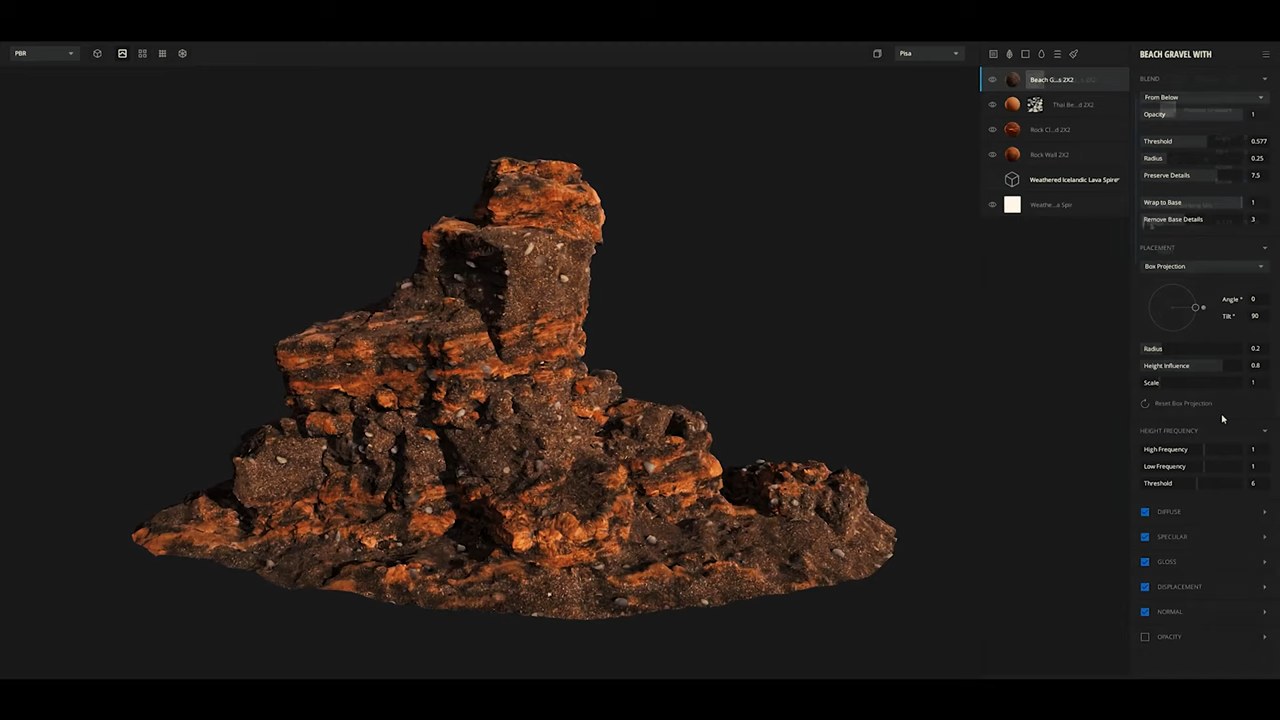 PBR
Pisa
Beach G...s 2X2
Thai Be...d 2X2
Rock Cl...d 2X2
Rock Wall 2X2
Weathered Icelandic Lava Spire
Weathe...a Spir
BEACH GRAVEL WITH
BLEND
From Below
Opacity 1
Threshold 0.577
Radius 0.25
Preserve Details 7.5
Wrap to Base 1
Remove Base Details 3
PLACEMENT
Box Projection
Angle ° 0
Tilt ° 90
Radius 0.2
Height Influence 0.8
Scale 1
Reset Box Projection
HEIGHT FREQUENCY
High Frequency 1
Low Frequency 1
Threshold 6
DIFFUSE
SPECULAR
GLOSS
DISPLACEMENT
NORMAL
OPACITY